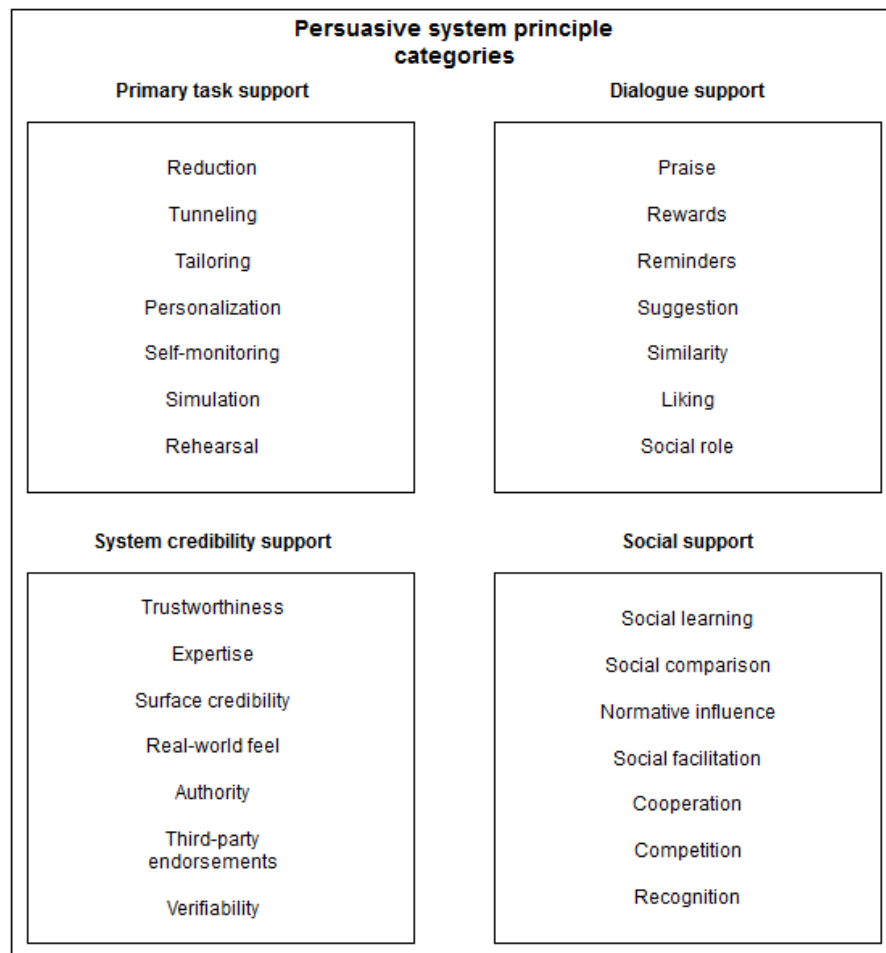 Persuasive system principle
categories
Primary task support
Reduction
Tunneling
Tailoring
Personalization
Self-monitoring
Simulation
Rehearsal
Dialogue support
Praise
Rewards
Reminders
Suggestion
Similarity
Liking
Social role
System credibility support
Trustworthiness
Expertise
Surface credibility
Real-world feel
Authority
Third-party
endorsements
Verifiability
Social support
Social learning
Social comparison
Normative influence
Social facilitation
Cooperation
Competition
Recognition